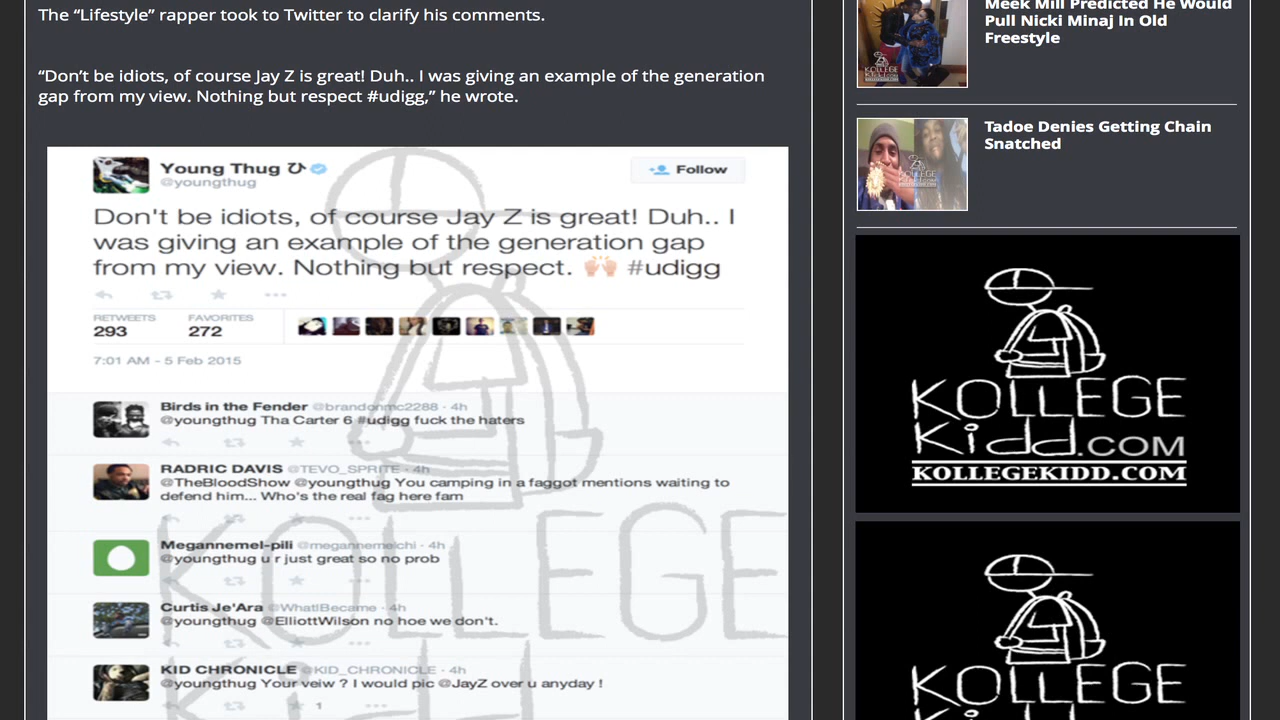 The “Lifestyle” rapper took to Twitter to clarify his comments.
“Don’t be idiots, of course Jay Z is great! Duh.. I was giving an example of the generation
gap from my view. Nothing but respect #udigg,” he wrote.
Young Thug ひ
@youngthug
Follow
Don't be idiots, of course Jay Z is great! Duh.. I
was giving an example of the generation gap
from my view. Nothing but respect. 🙌🏼 #udigg
RETWEETS
293
FAVORITES
272
7:01 AM - 5 Feb 2015
Birds in the Fender @brandonmc2288 · 4h
@youngthug Tha Carter 6 #udigg fuck the haters
RADRIC DAVIS @TEVO_SPRITE · 4h
@TheBloodShow @youngthug You camping in a faggot mentions waiting to
defend him... Who's the real fag here fam
Megannemel-pili @megannemelchi · 4h
@youngthug u r just great so no prob
Curtis Je'Ara @WhatIBecame · 4h
@youngthug @ElliottWilson no hoe we don't.
KID CHRONICLE @KID_CHRONICLE · 4h
@youngthug Your veiw ? I would pic @JayZ over u anyday !
1
KOLLEGE
Meek Mill Predicted He Would
Pull Nicki Minaj In Old
Freestyle
Tadoe Denies Getting Chain
Snatched
KOLLEGE
Kidd.COM
KOLLEGEKIDD.COM
KOLLEGE